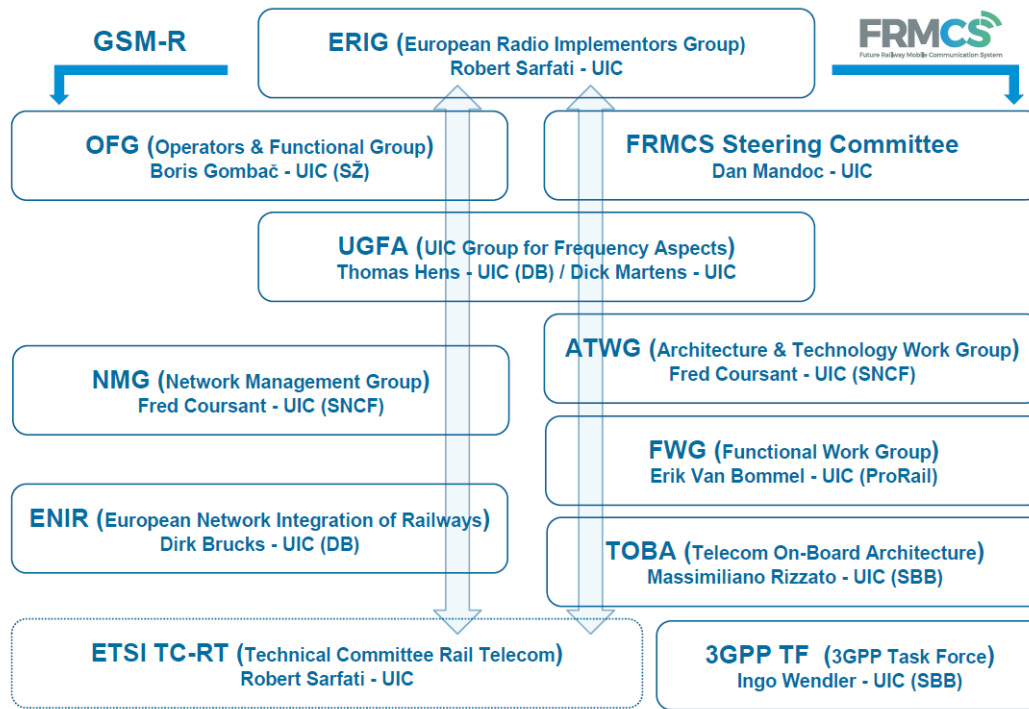 GSM-R
ERIG (European Radio Implementors Group)
Robert Sarfati - UIC
FRMCS
Future Railway Mobile Communication System
OFG (Operators & Functional Group)
Boris Gombač - UIC (SŽ)
FRMCS Steering Committee
Dan Mandoc - UIC
UGFA (UIC Group for Frequency Aspects)
Thomas Hens - UIC (DB) / Dick Martens - UIC
NMG (Network Management Group)
Fred Coursant - UIC (SNCF)
ATWG (Architecture & Technology Work Group)
Fred Coursant - UIC (SNCF)
FWG (Functional Work Group)
Erik Van Bommel - UIC (ProRail)
ENIR (European Network Integration of Railways)
Dirk Brucks - UIC (DB)
TOBA (Telecom On-Board Architecture)
Massimiliano Rizzato - UIC (SBB)
ETSI TC-RT (Technical Committee Rail Telecom)
Robert Sarfati - UIC
3GPP TF (3GPP Task Force)
Ingo Wendler - UIC (SBB)